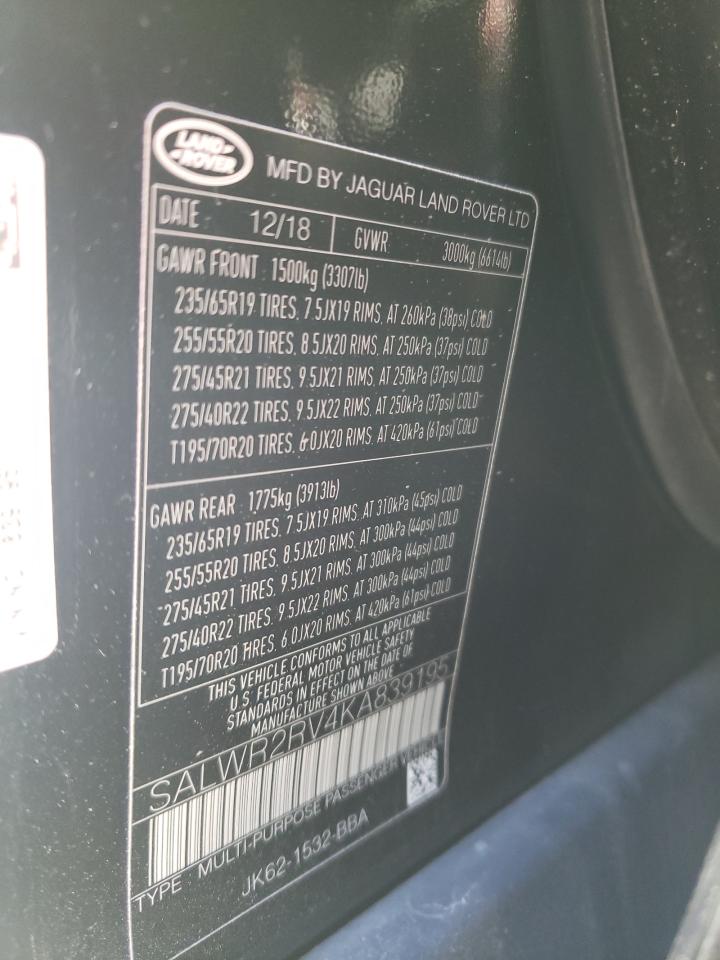 LAND-
-ROVER
MFD BY JAGUAR LAND ROVER LTD
DATE 12/18 GVWR 3000kg (6614lb)
GAWR FRONT 1500kg (3307lb)
235/65R19 TIRES, 7.5JX19 RIMS, AT 260kPa (38psi) COLD
255/55R20 TIRES, 8.5JX20 RIMS, AT 250kPa (37psi) COLD
275/45R21 TIRES, 9.5JX21 RIMS, AT 250kPa (37psi) COLD
275/40R22 TIRES, 9.5JX22 RIMS, AT 250kPa (37psi) COLD
T195/70R20 TIRES, 6.0JX20 RIMS, AT 420kPa (61psi) COLD
GAWR REAR 1775kg (3913lb)
235/65R19 TIRES, 7.5JX19 RIMS, AT 310kPa (45psi) COLD
255/55R20 TIRES, 8.5JX20 RIMS, AT 300kPa (44psi) COLD
275/45R21 TIRES, 9.5JX21 RIMS, AT 300kPa (44psi) COLD
275/40R22 TIRES, 9.5JX22 RIMS, AT 300kPa (44psi) COLD
T195/70R20 TIRES, 6.0JX20 RIMS, AT 420kPa (61psi) COLD
THIS VEHICLE CONFORMS TO ALL APPLICABLE
U.S. FEDERAL MOTOR VEHICLE SAFETY
STANDARDS IN EFFECT ON THE DATE OF
MANUFACTURE SHOWN ABOVE
SALWR2RV4KA839195
TYPE MULTI-PURPOSE PASSENGER VEHICLE
JK62-1532-BBA